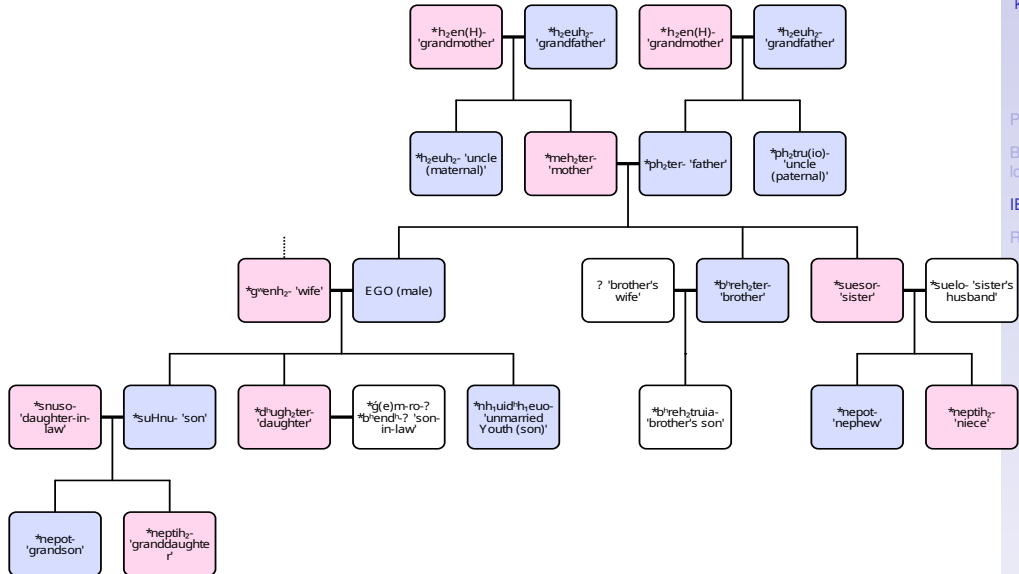 *h₂en(H)-
'grandmother'
*h₂euh₂-
'grandfather'
*h₂en(H)-
'grandmother'
*h₂euh₂-
'grandfather'
*h₂euh₂- 'uncle
(maternal)'
*meh₂ter-
'mother'
*ph₂ter- 'father'
*ph₂tru(io)-
'uncle
(paternal)'
*gʷenh₂- 'wife'
EGO (male)
? 'brother's
wife'
*bʰreh₂ter-
'brother'
*suesor-
'sister'
*suelo- 'sister's
husband'
*snuso-
'daughter-in-
law'
*suHnu- 'son'
*dʰugh₂ter-
'daughter'
*ǵ(e)m-ro-?
*bʰendʰ-? 'son-
in-law'
*nh₁uidʰh₁euo-
'unmarried
Youth (son)'
*bʰreh₂truia-
'brother's son'
*nepot-
'nephew'
*neptih₂-
'niece'
*nepot-
'grandson'
*neptih₂-
'granddaughte
r'